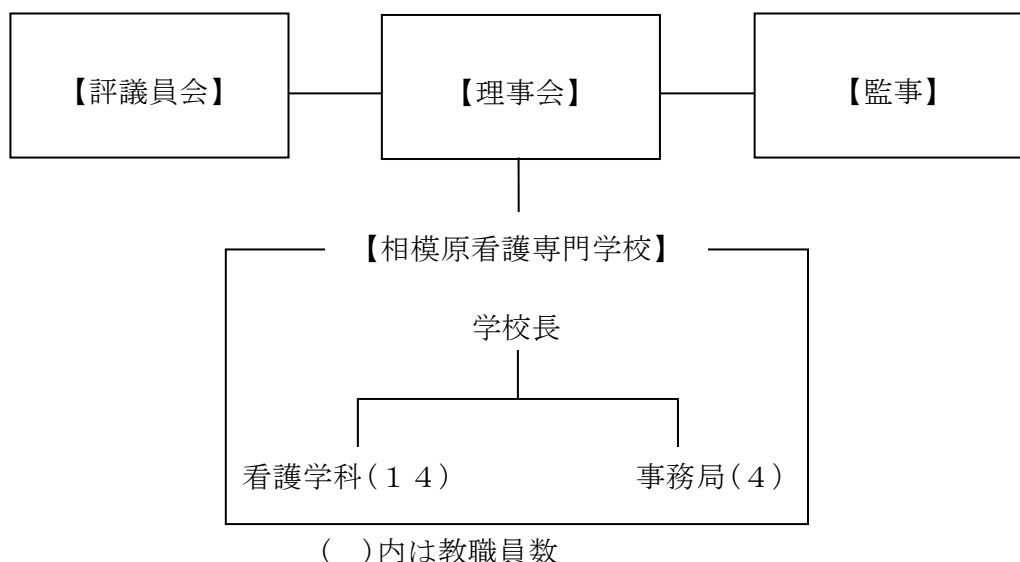 【評議員会】
【理事会】
【監事】
【相模原看護専門学校】
学校長
看護学科(１４)
事務局(４)
(　)内は教職員数